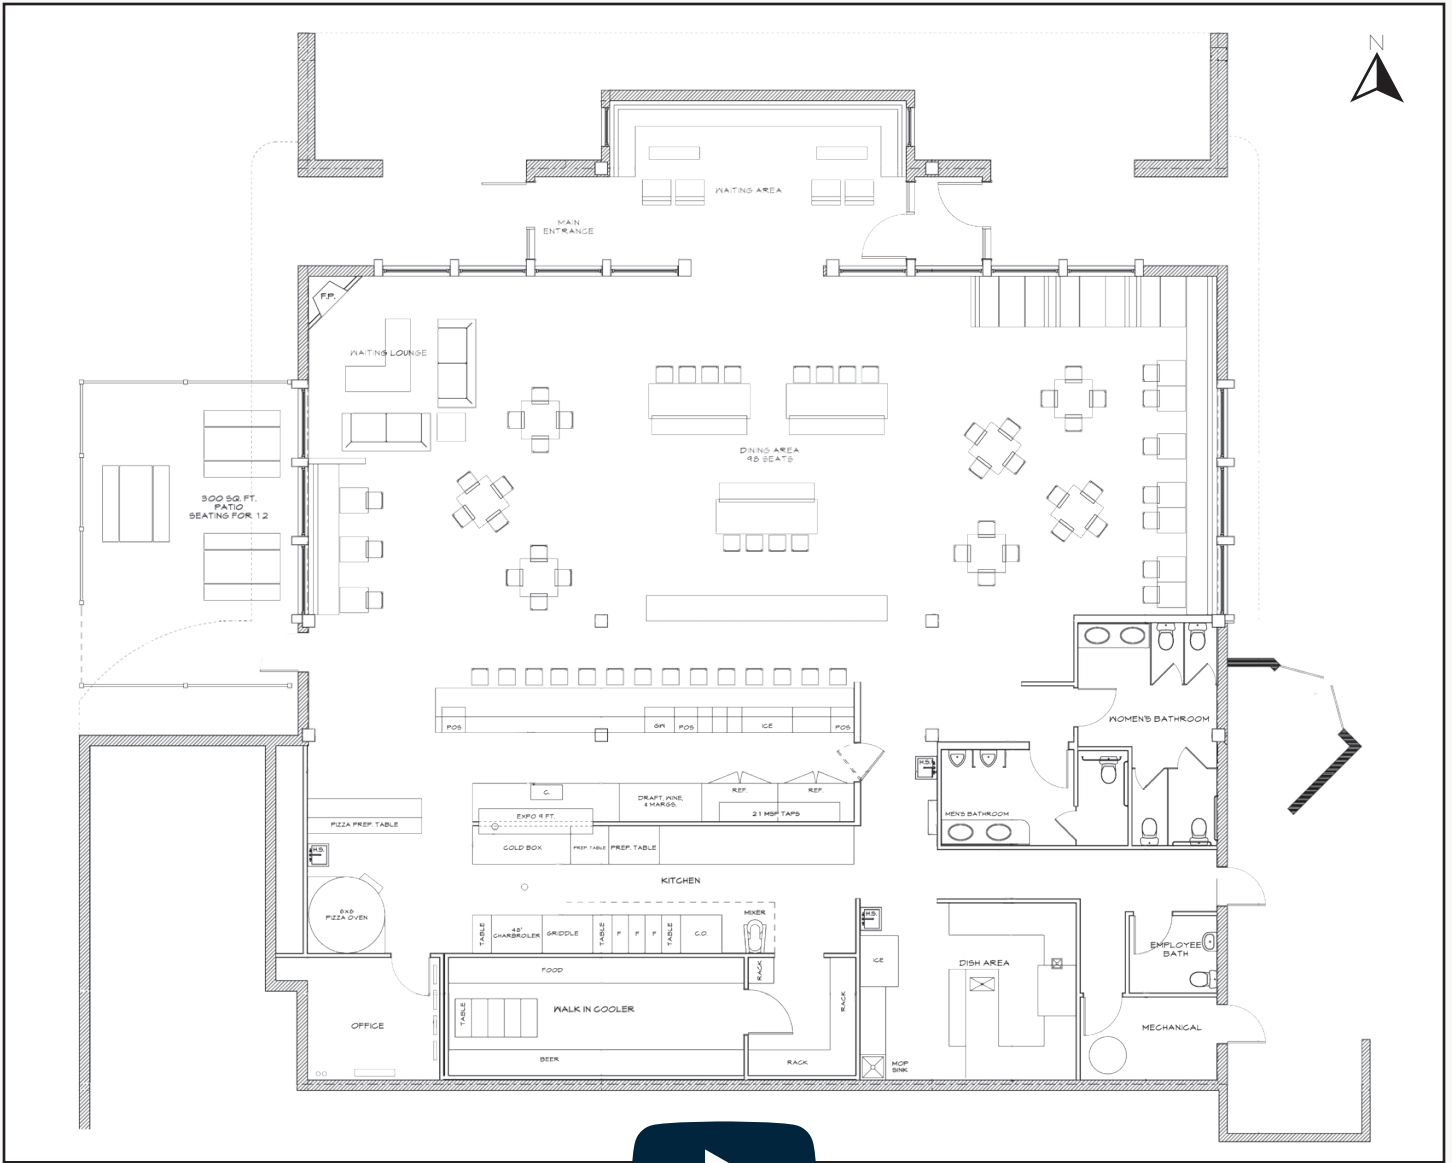 N
WAITING AREA
MAIN
ENTRANCE
F.P.
WAITING LOUNGE
DINING AREA
98 SEATS
300 SQ. FT.
PATIO
SEATING FOR 12
POS
GW
POS
ICE
POS
WOMEN'S BATHROOM
H.S.
C.
DRAFT, WINE,
& MARGS.
REF.
REF.
21 MSP TAPS
EXPO 9 FT.
MEN'S BATHROOM
PIZZA PREP. TABLE
H.S.
COLD BOX
PREP. TABLE
PREP. TABLE
KITCHEN
6x6
PIZZA OVEN
TABLE
48"
CHARBROILER
GRIDDLE
TABLE
F
F
F
TABLE
C.O.
MIXER
H.S.
EMPLOYEE
BATH
ICE
DISH AREA
FOOD
RACK
RACK
TABLE
WALK IN COOLER
OFFICE
MECHANICAL
BEER
RACK
MOP
SINK